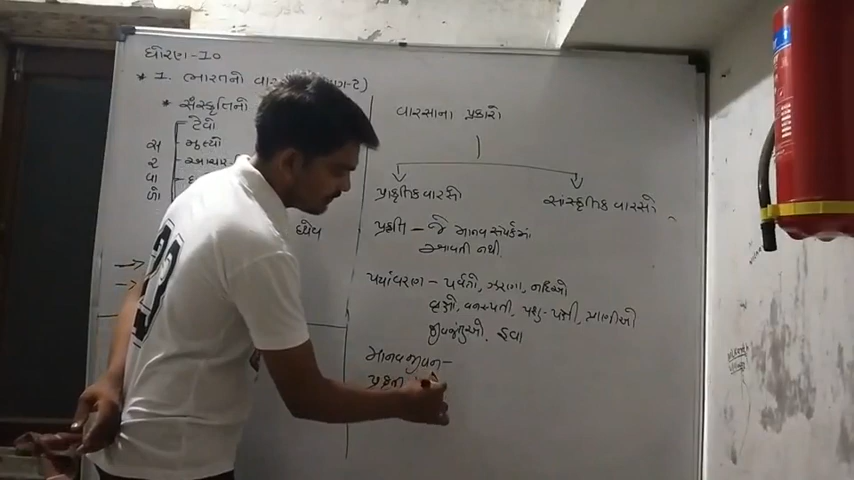 ધોરણ-10
* 1. ભારતનો વાર
* સંસ્કૃતિનો
ટેવો
મૂલ્યો
આચાર
સ
ર
વા
ળો
ધ્યેય
વારસાના પ્રકારો
પ્રાકૃતિક વારસો
સાંસ્કૃતિક વારસો
પ્રકૃતિ - જે માનવ સંપર્કમાં
આવતી નથી.
પર્યાવરણ - પર્વતો, ઝરણા, નદિઓ
વૃક્ષો, વનસ્પતી, પશુ-પક્ષી, પ્રાણીઓ
જીવજંતુઓ. હવા
માનવજીવન-